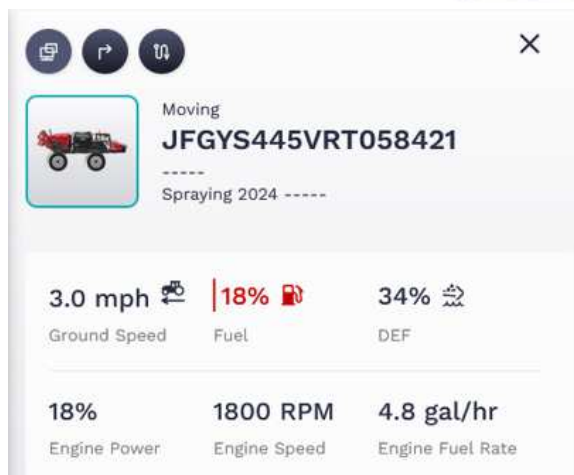 Moving
JFGYS445VRT058421
-----
Spraying 2024 -----
3.0 mph 18% 34%
Ground Speed Fuel DEF
18% 1800 RPM 4.8 gal/hr
Engine Power Engine Speed Engine Fuel Rate